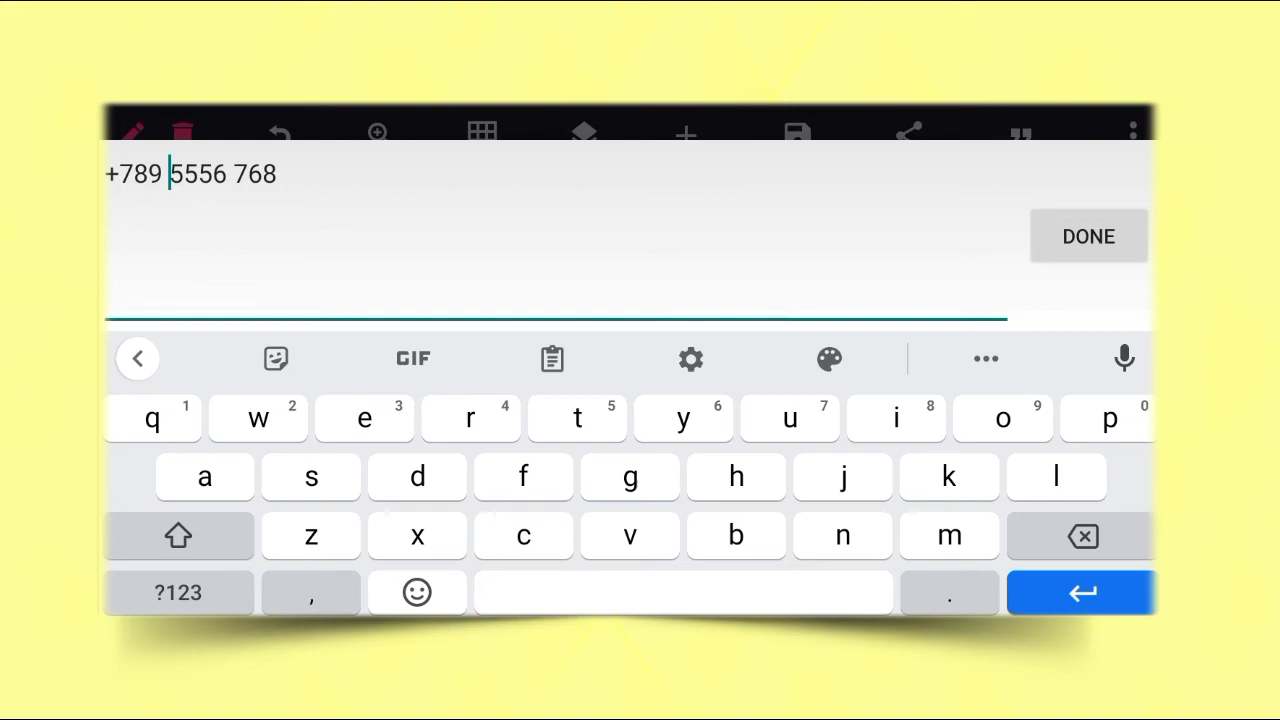 +789 5556 768
DONE
GIF
q 1 w 2 e 3 r 4 t 5 y 6 u 7 i 8 o 9 p 0
a s d f g h j k l
z x c v b n m
?123 , .